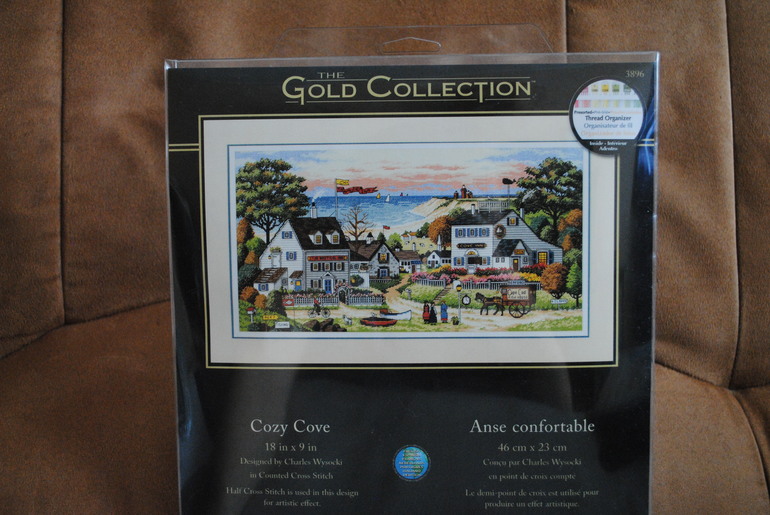 THE
GOLD COLLECTION
3896
Thread Organizer
Organisateur de fil
Inside - Intérieur
Adentro
Cozy Cove
18 in x 9 in
Designed by Charles Wysocki
in Counted Cross Stitch
Half Cross Stitch is used in this design
for artistic effect.
Anse confortable
46 cm x 23 cm
Conçu par Charles Wysocki
en point de croix compté
Le demi-point de croix est utilisé pour
produire un effet artistique.